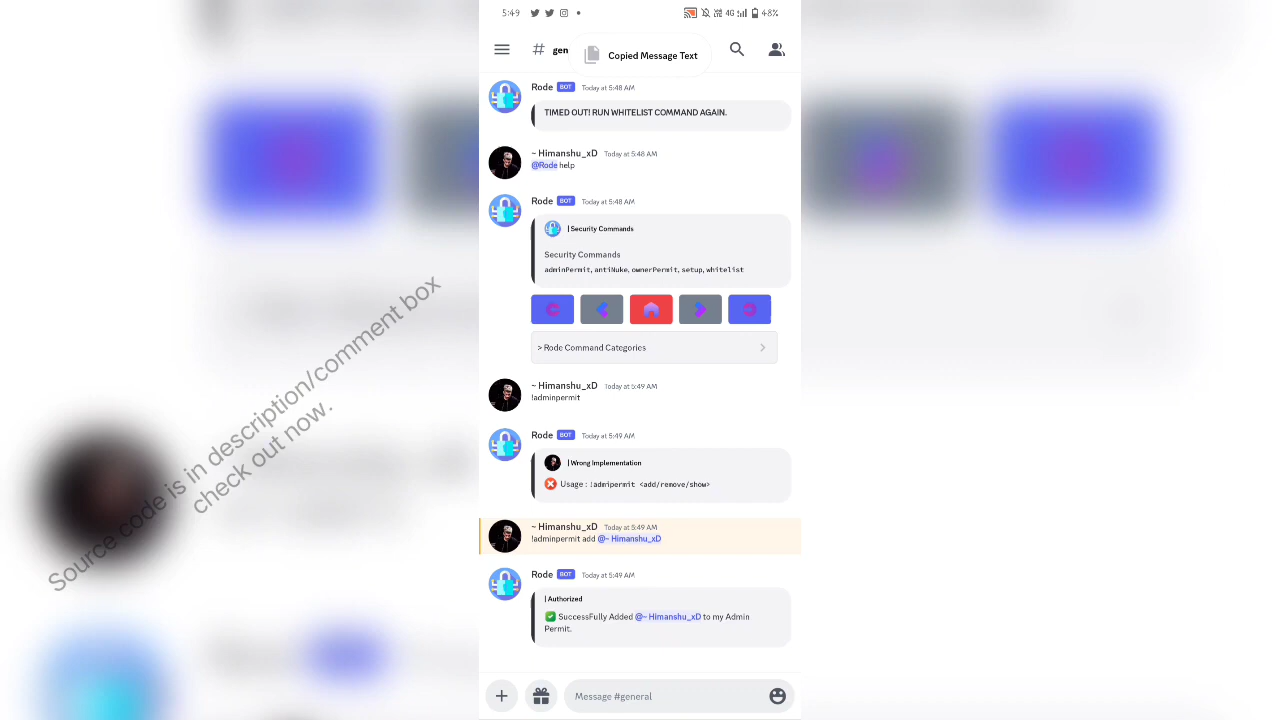 5:49
4G
48%
# gen
Copied Message Text
Rode BOT Today at 5:48 AM
TIMED OUT! RUN WHITELIST COMMAND AGAIN.
~ Himanshu_xD Today at 5:48 AM
@Rode help
Rode BOT Today at 5:48 AM
| Security Commands
Security Commands
adminPermit, antiNuke, ownerPermit, setup, whitelist
> Rode Command Categories
~ Himanshu_xD Today at 5:49 AM
!adminpermit
Rode BOT Today at 5:49 AM
| Wrong Implementation
Usage : !admipermit <add/remove/show>
~ Himanshu_xD Today at 5:49 AM
!adminpermit add @~ Himanshu_xD
Rode BOT Today at 5:49 AM
| Authorized
SuccessFully Added @~ Himanshu_xD to my Admin
Permit.
Message #general
Source code is in description/comment box
check out now.